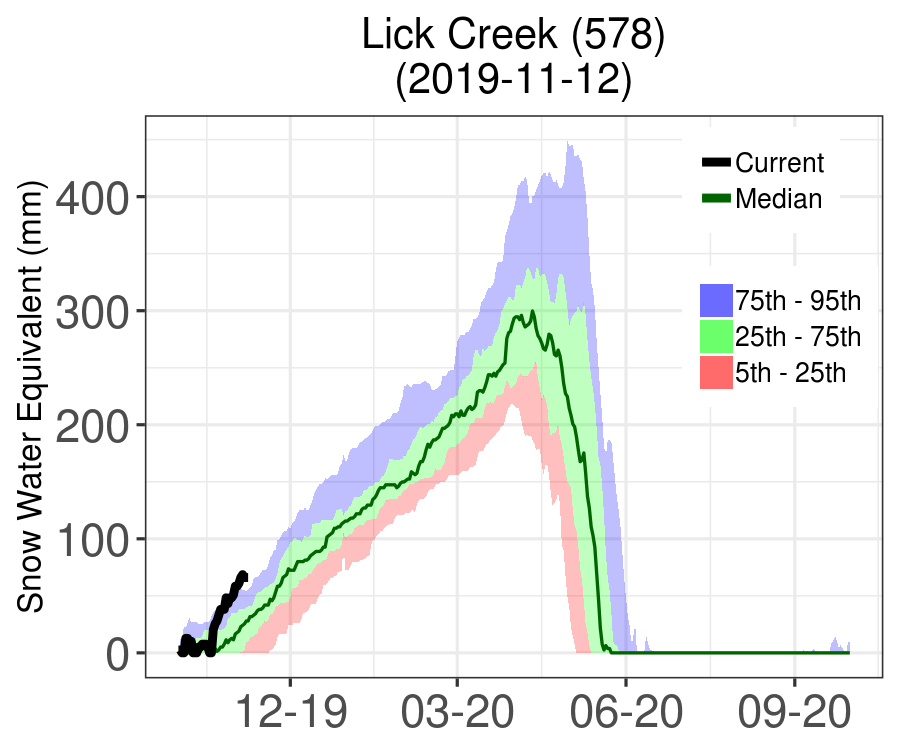 Lick Creek (578)
(2019-11-12)
Snow Water Equivalent (mm)
400
300
200
100
0
12-19
03-20
06-20
09-20
Current
Median
75th - 95th
25th - 75th
5th - 25th